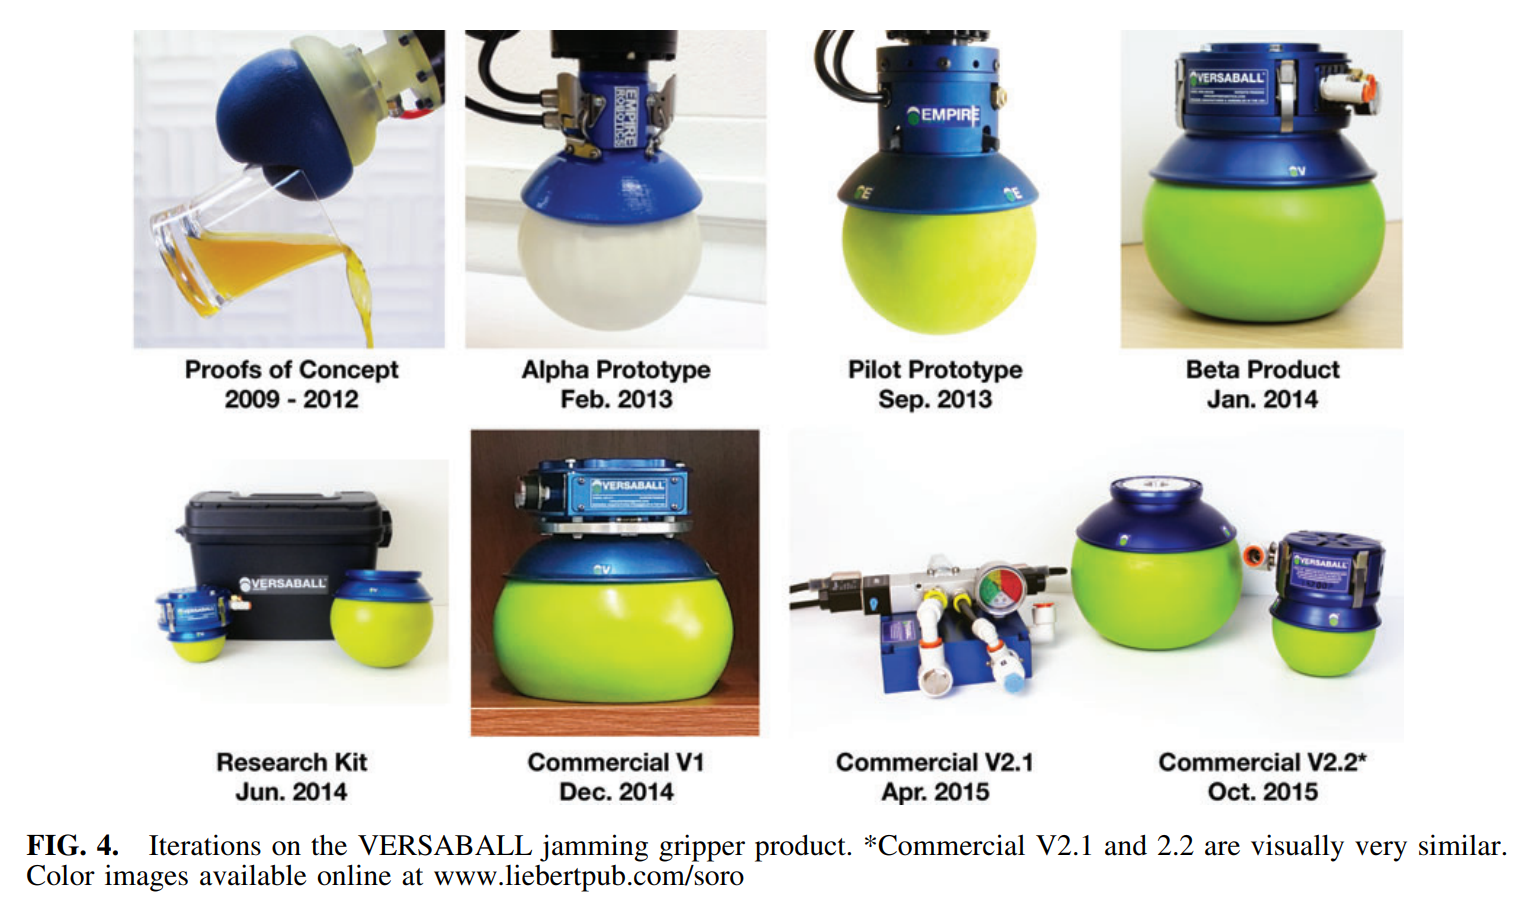 EMPIRE
ROBOTICS
EMPIRE
E
E
VERSABALL
V
Proofs of Concept
2009 - 2012
Alpha Prototype
Feb. 2013
Pilot Prototype
Sep. 2013
Beta Product
Jan. 2014
VERSABALL
VERSABALL
V
VERSABALL
Research Kit
Jun. 2014
Commercial V1
Dec. 2014
Commercial V2.1
Apr. 2015
Commercial V2.2*
Oct. 2015
FIG. 4. Iterations on the VERSABALL jamming gripper product. *Commercial V2.1 and 2.2 are visually very similar.
Color images available online at www.liebertpub.com/soro